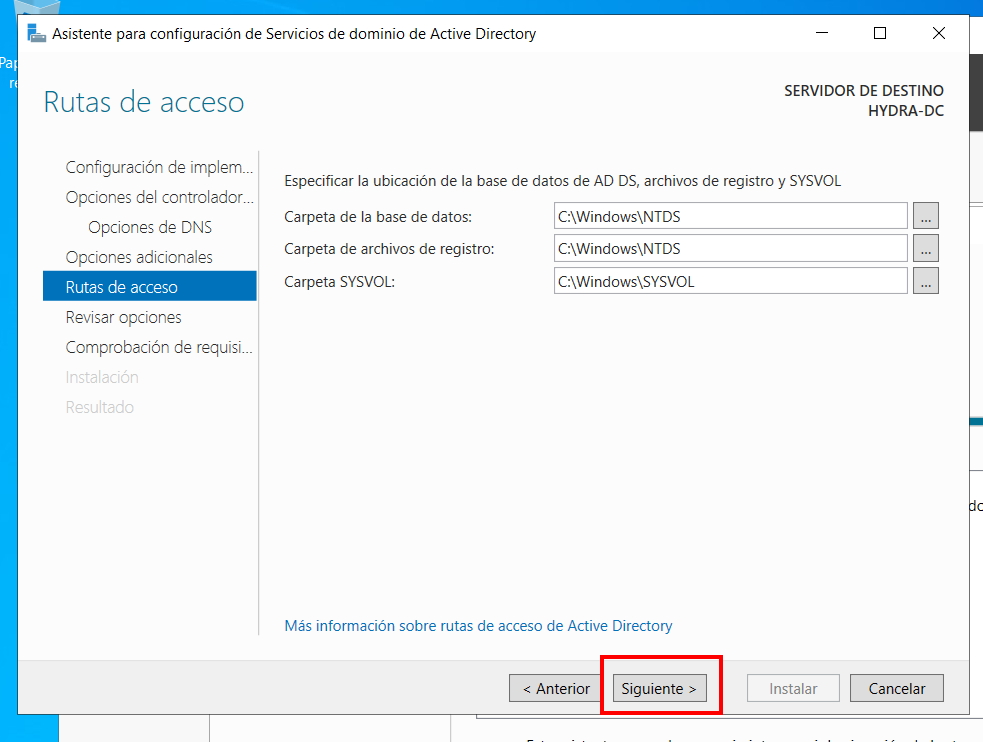 Asistente para configuración de Servicios de dominio de Active Directory
Pap
re
Rutas de acceso
SERVIDOR DE DESTINO
HYDRA-DC
Configuración de implem...
Opciones del controlador...
Opciones de DNS
Opciones adicionales
Rutas de acceso
Revisar opciones
Comprobación de requisi...
Instalación
Resultado
Especificar la ubicación de la base de datos de AD DS, archivos de registro y SYSVOL
Carpeta de la base de datos: C:\Windows\NTDS ...
Carpeta de archivos de registro: C:\Windows\NTDS ...
Carpeta SYSVOL: C:\Windows\SYSVOL ...
Más información sobre rutas de acceso de Active Directory
< Anterior Siguiente > Instalar Cancelar